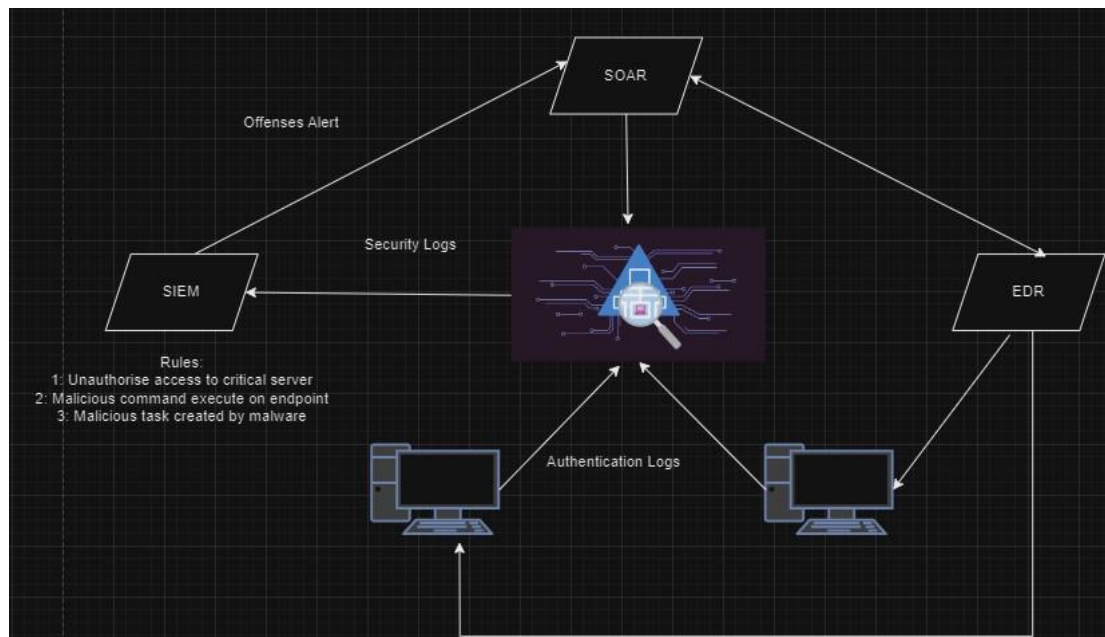 SOAR
Offenses Alert
Security Logs
SIEM
EDR
Rules:
1: Unauthorise access to critical server
2: Malicious command execute on endpoint
3: Malicious task created by malware
Authentication Logs